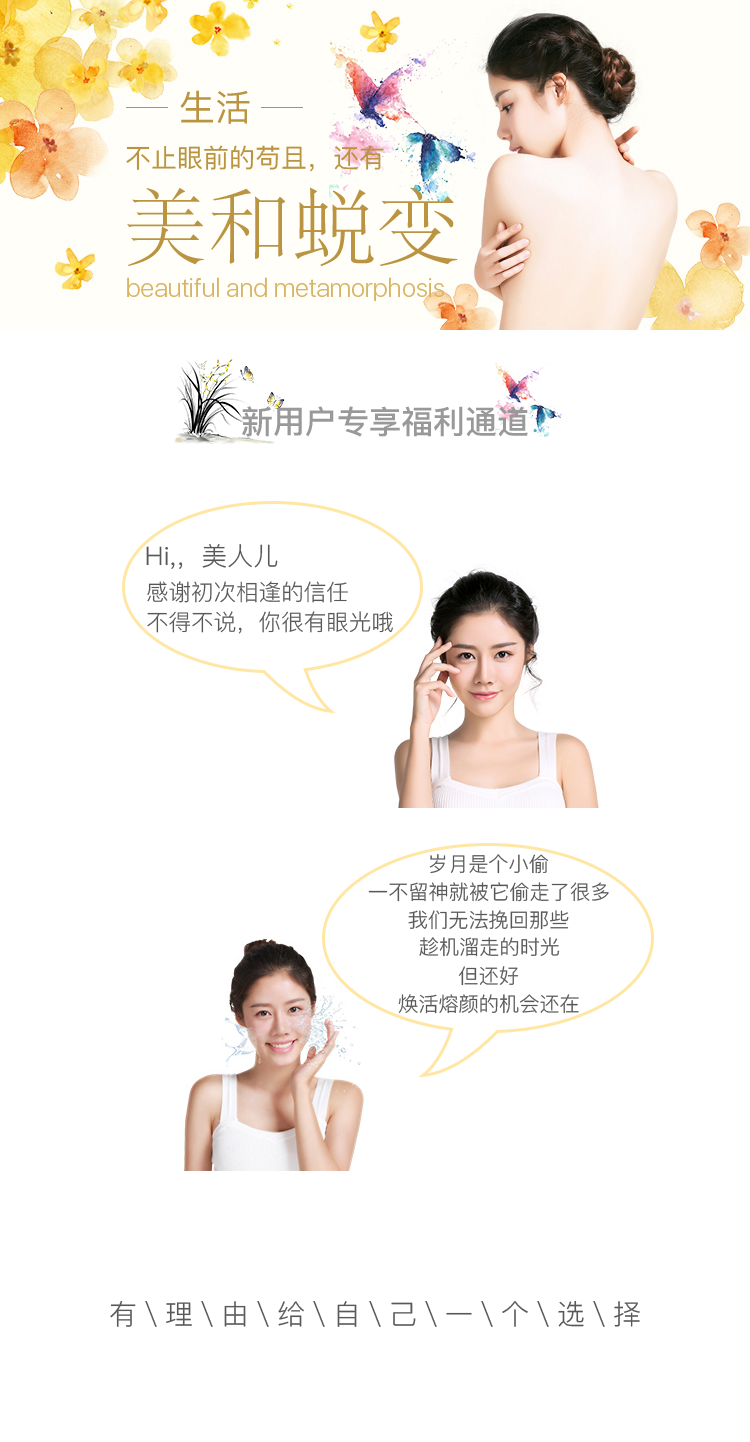 生活
不止眼前的苟且，还有
美和蜕变
beautiful and metamorphosis
新用户专享福利通道
Hi,，美人儿
感谢初次相逢的信任
不得不说，你很有眼光哦
岁月是个小偷
一不留神就被它偷走了很多
我们无法挽回那些
趁机溜走的时光
但还好
焕活熔颜的机会还在
有\理\由\给\自\己\一\个\选\择